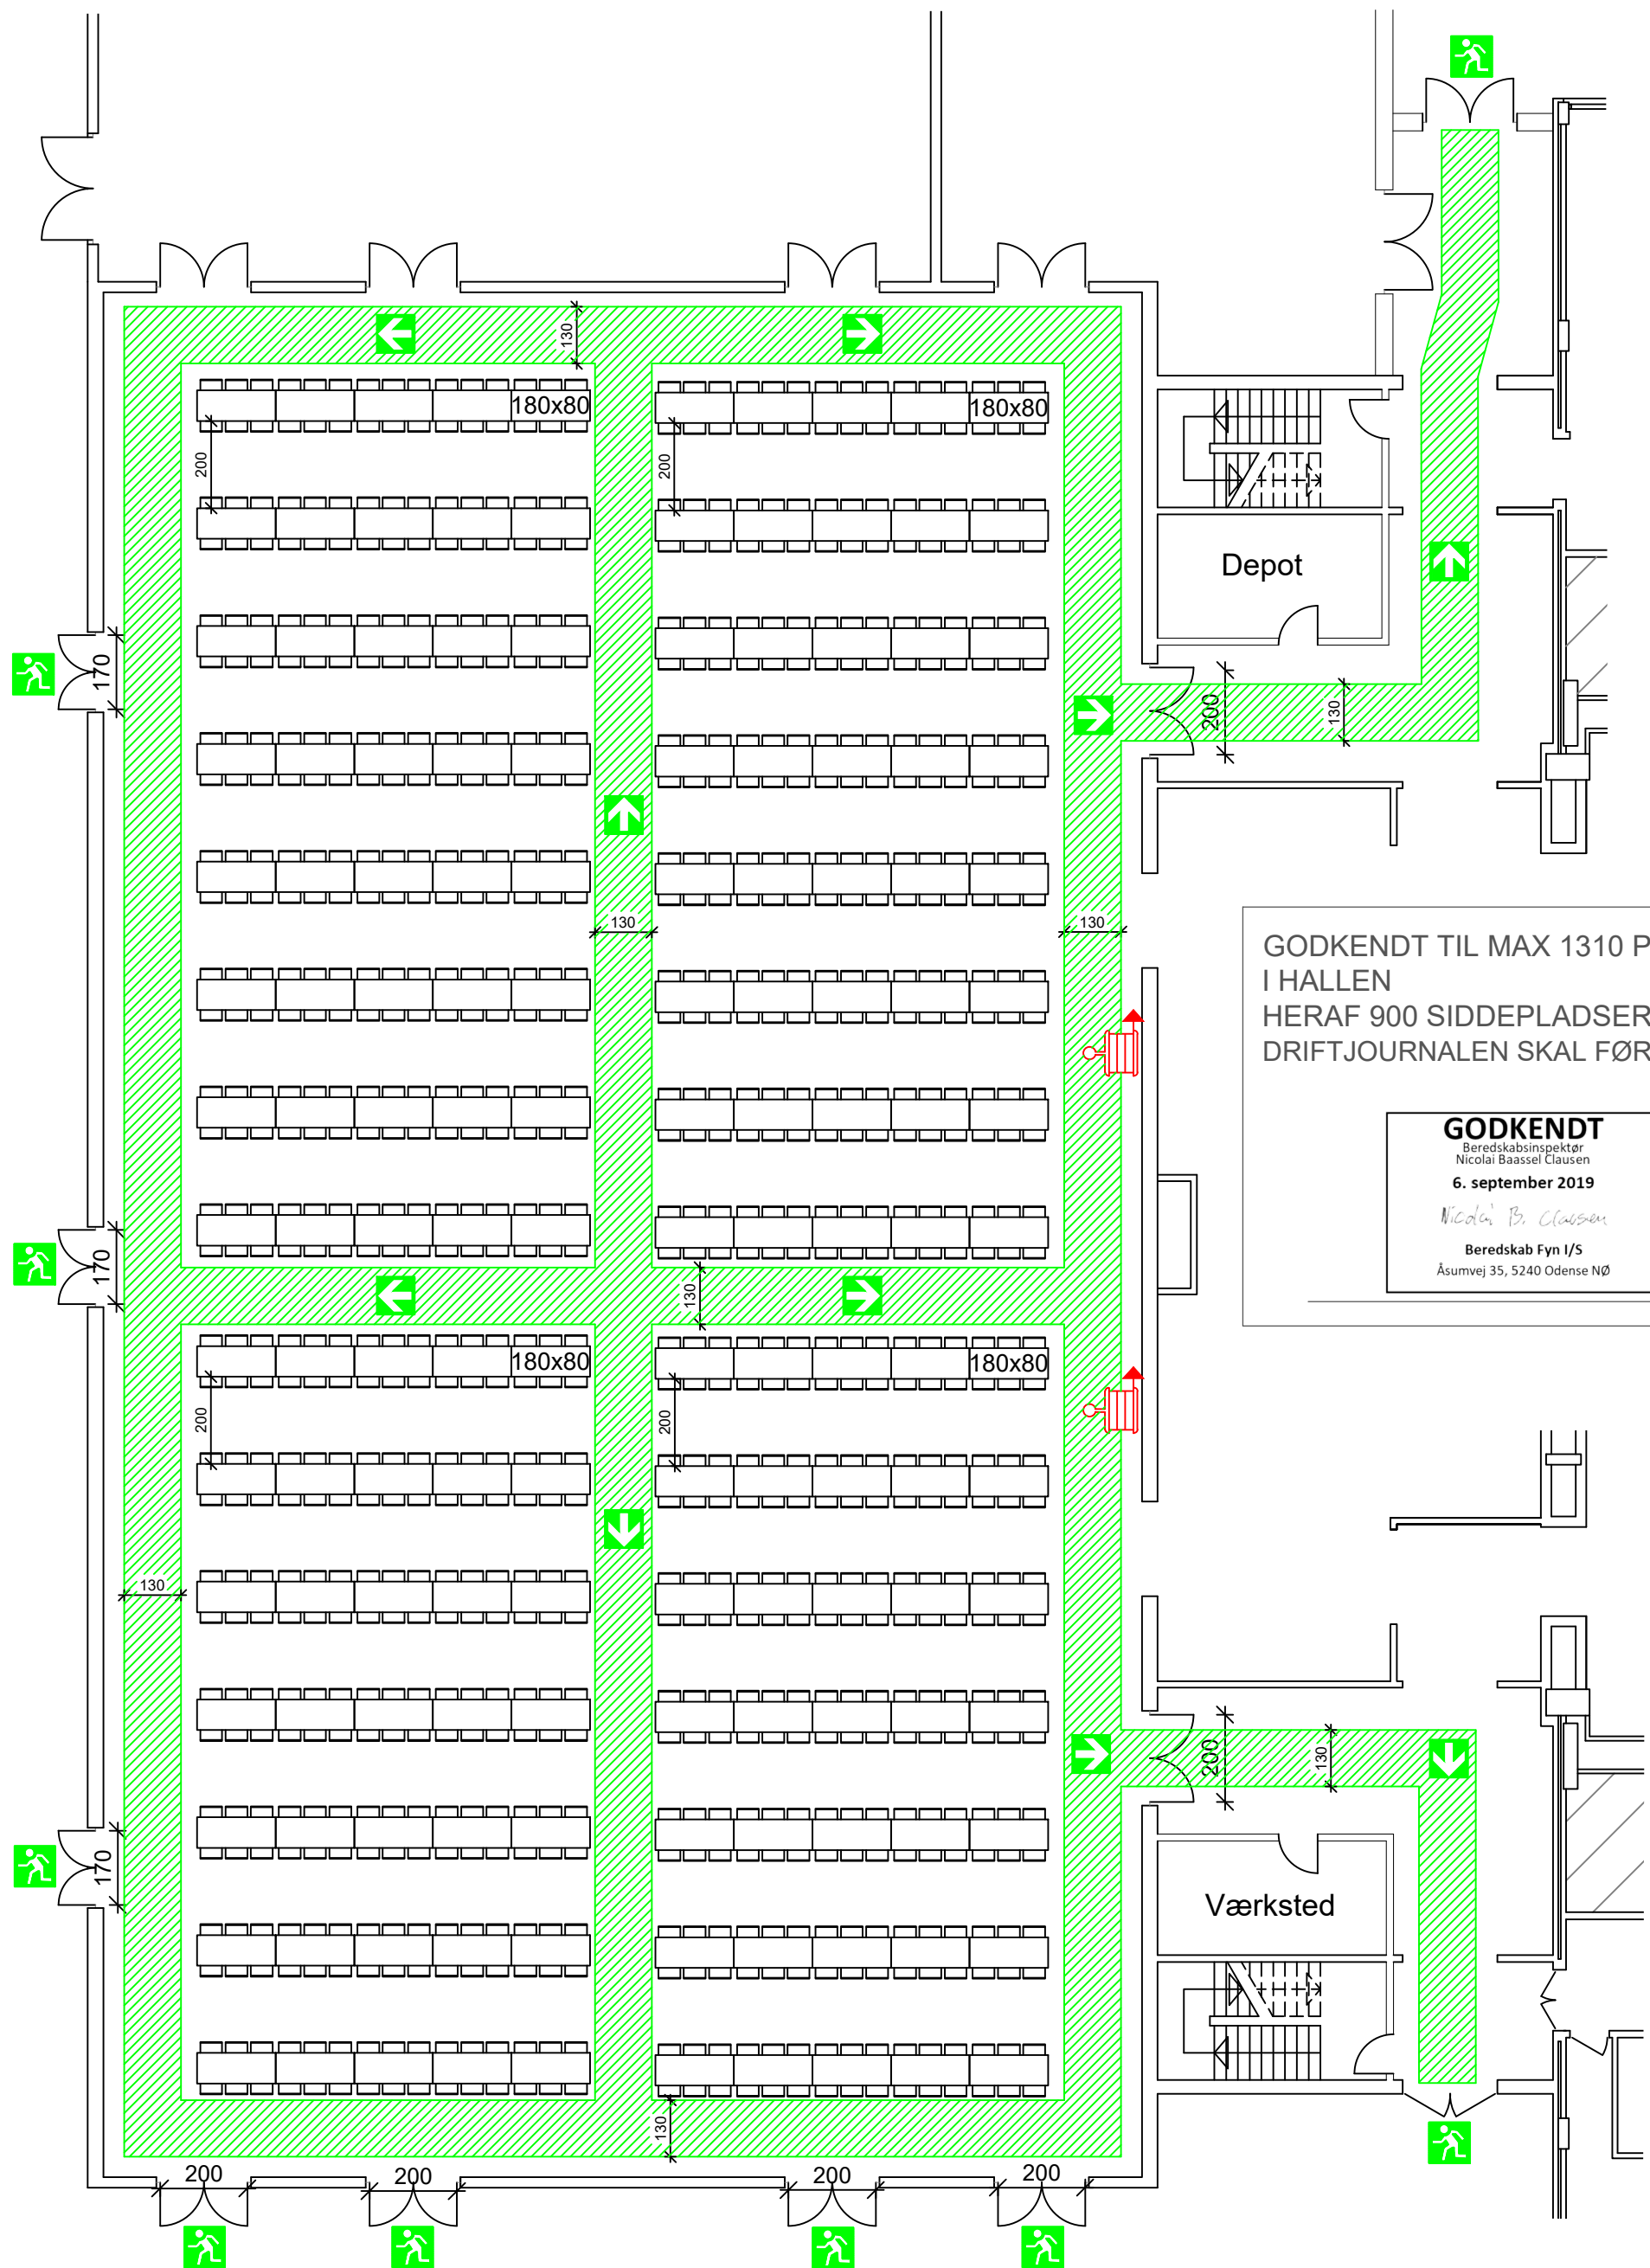 130
180x80
180x80
200
200
Depot
170
200
130
130
130
GODKENDT TIL MAX 1310 P
I HALLEN
HERAF 900 SIDDEPLADSER
DRIFTJOURNALEN SKAL FØR
GODKENDT
Beredskabsinspektør
Nicolai Baassel Clausen
6. september 2019
Nicolai B. Clausen
Beredskab Fyn I/S
Åsumvej 35, 5240 Odense NØ
170
130
180x80
180x80
200
200
130
200
130
170
Værksted
130
200
200
200
200